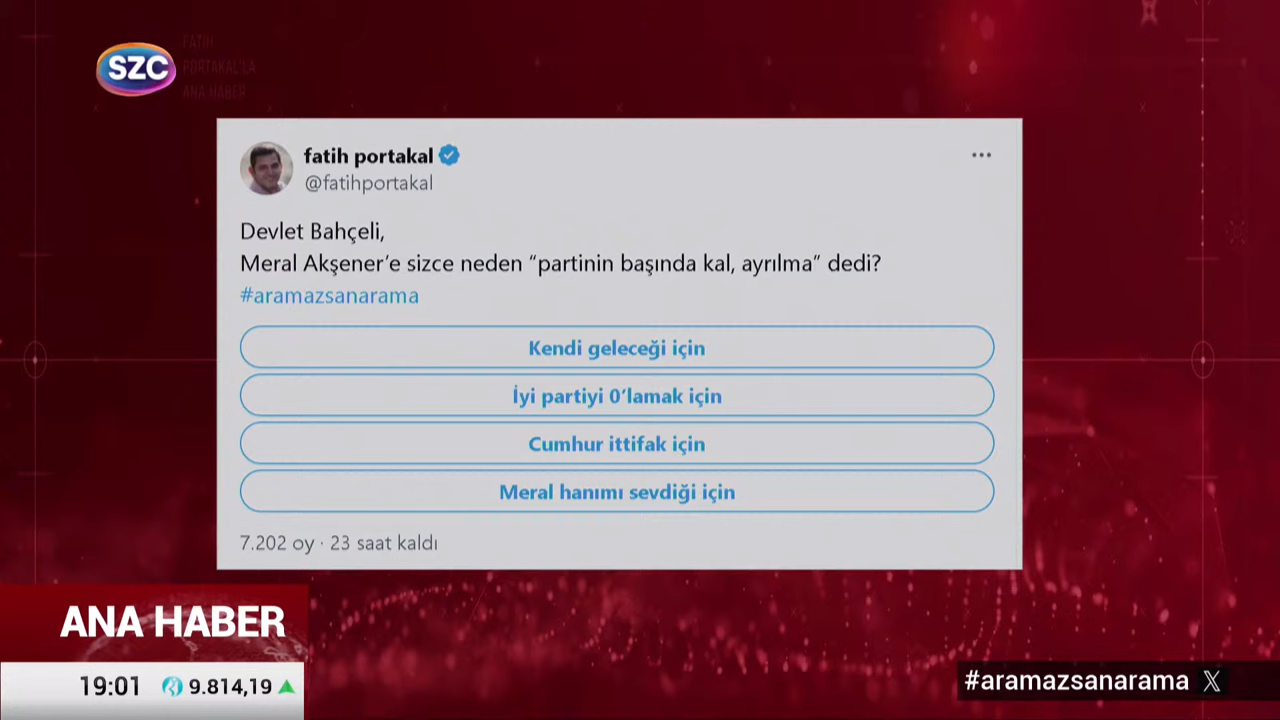 SZC
FATİH
PORTAKAL'LA
ANA HABER
fatih portakal
@fatihportakal
Devlet Bahçeli,
Meral Akşener’e sizce neden “partinin başında kal, ayrılma” dedi?
#aramazsanarama
Kendi geleceği için
İyi partiyi 0’lamak için
Cumhur ittifak için
Meral hanımı sevdiği için
7.202 oy · 23 saat kaldı
ANA HABER
19:01 9.814,19
#aramazsanarama X